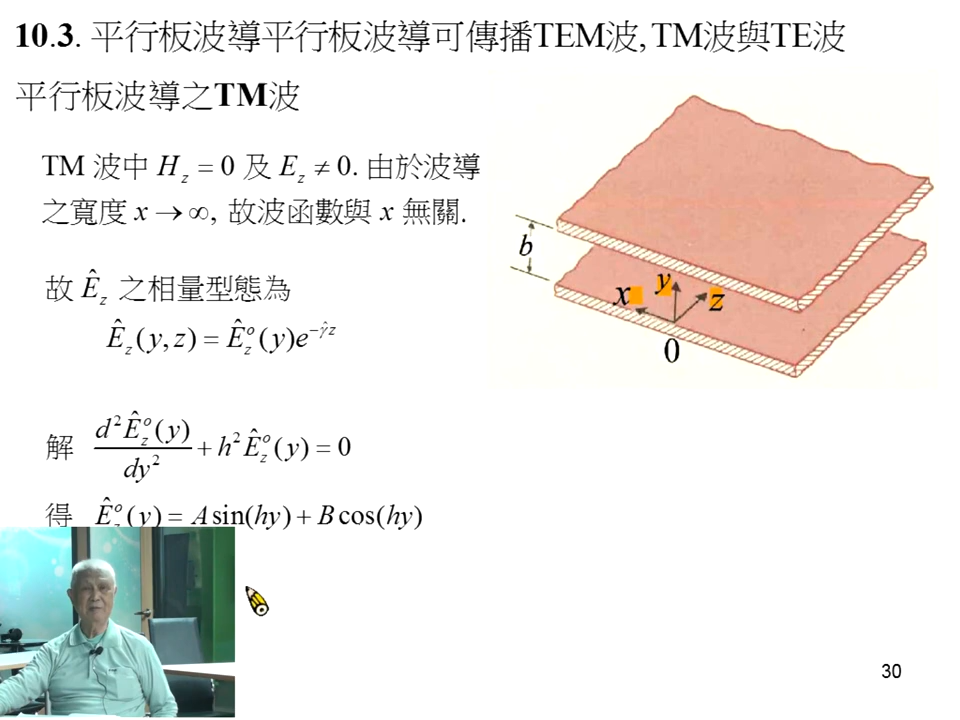 10.3. 平行板波導平行板波導可傳播TEM波, TM波與TE波
平行板波導之TM波
TM 波中 H_z = 0 及 E_z ≠ 0. 由於波導
之寬度 x → ∞, 故波函數與 x 無關.
故 Ê_z 之相量型態為
Ê_z(y,z) = Ê_z^o(y)e^{-γ̂z}
解 d²Ê_z^o(y)/dy² + h²Ê_z^o(y) = 0
得 Ê_z^o(y) = A sin(hy) + B cos(hy)
b
x y z
0
30